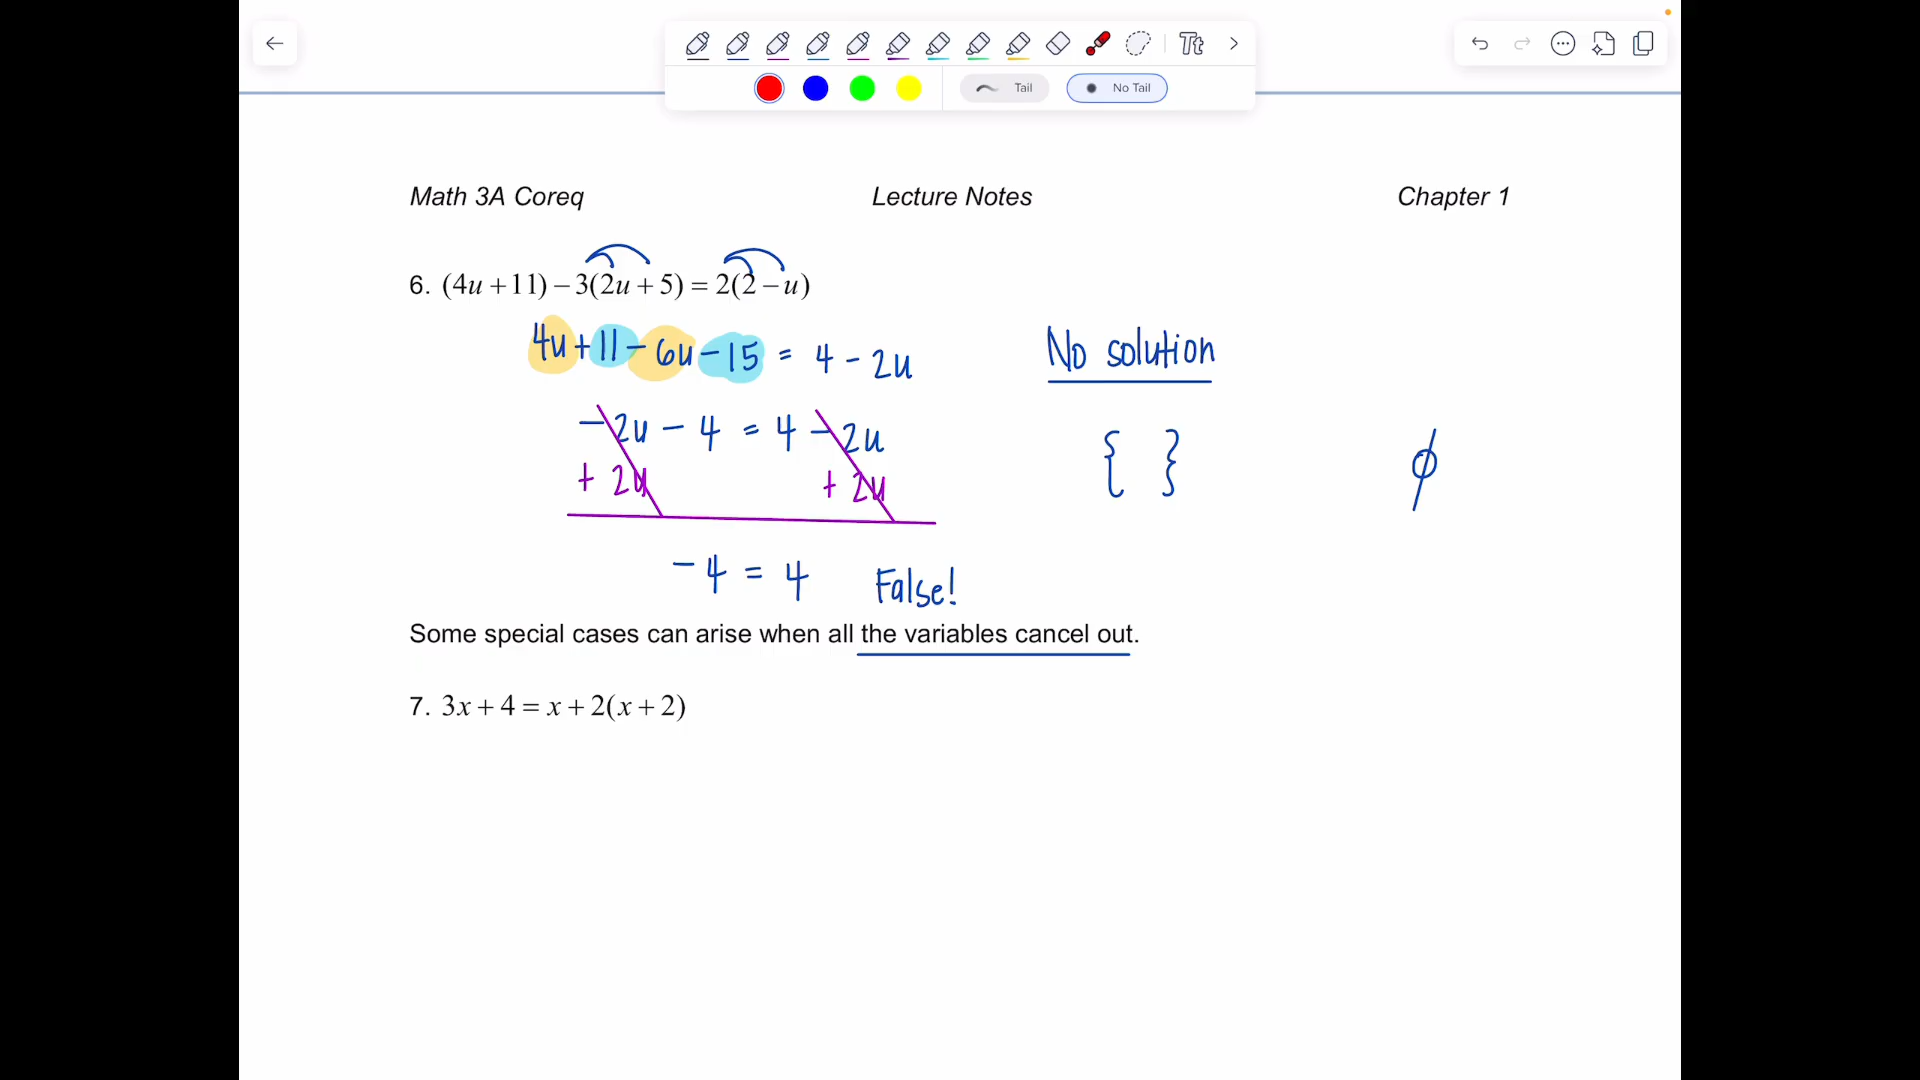 Tt
Tail
No Tail
Math 3A Coreq Lecture Notes Chapter 1
6. (4u + 11) − 3(2u + 5) = 2(2 − u)
4u + 11 − 6u − 15 = 4 − 2u
No solution
− 2u − 4 = 4 − 2u
{ } ∅
+ 2u + 2u
− 4 = 4 False!
Some special cases can arise when all the variables cancel out.
7. 3x + 4 = x + 2(x + 2)